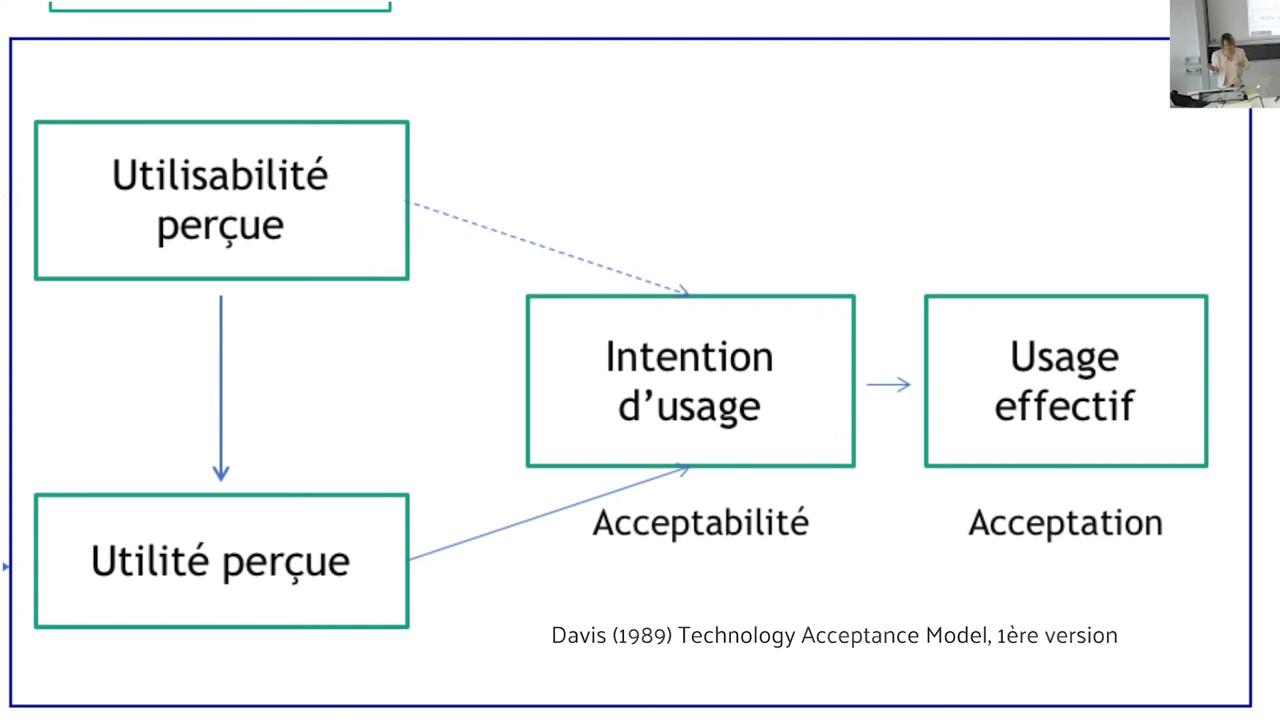 Utilisabilité
perçue
Intention
d’usage
Usage
effectif
Acceptabilité
Acceptation
Utilité perçue
Davis (1989) Technology Acceptance Model, 1ère version